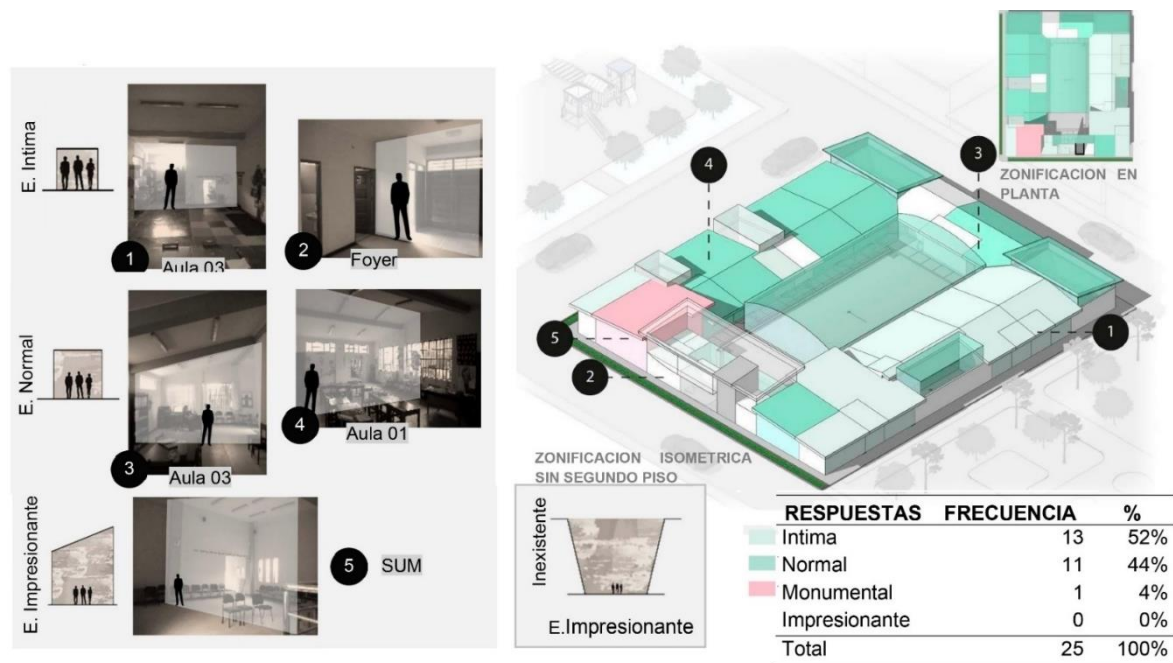 E. Intima
1
Aula 03
2
Foyer
E. Normal
3
Aula 03
4
Aula 01
E. Impresionante
5
SUM
ZONIFICACION EN
PLANTA
3
4
5
2
1
ZONIFICACION ISOMETRICA
SIN SEGUNDO PISO
Inexistente
E.Impresionante
RESPUESTAS FRECUENCIA %
Intima 13 52%
Normal 11 44%
Monumental 1 4%
Impresionante 0 0%
Total 25 100%